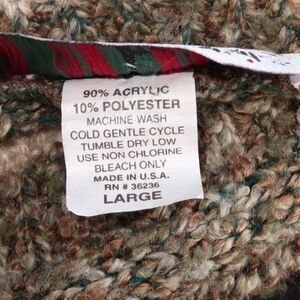 90% ACRYLIC
10% POLYESTER
MACHINE WASH
COLD GENTLE CYCLE
TUMBLE DRY LOW
USE NON CHLORINE
BLEACH ONLY
MADE IN U.S.A.
RN # 36236
LARGE